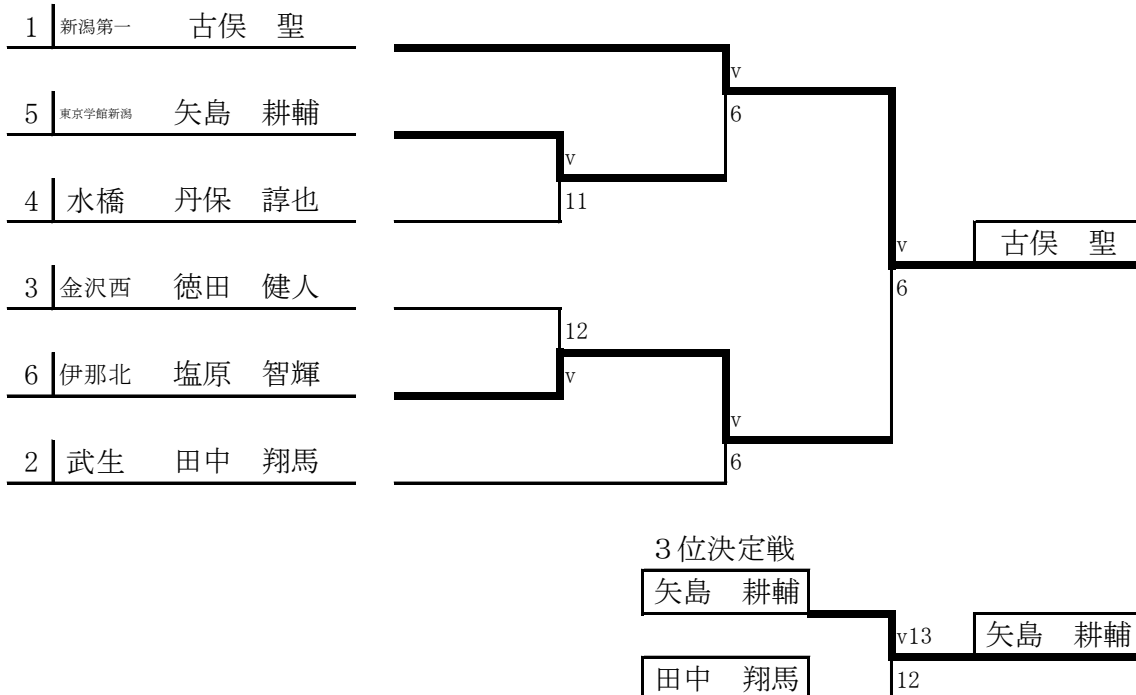 1 新潟第一 古俣 聖
v
6
5 東京学館新潟 矢島 耕輔
v
11
4 水橋 丹保 諄也
v
6
古俣 聖
3 金沢西 徳田 健人
12
v
6 伊那北 塩原 智輝
v
6
2 武生 田中 翔馬
3位決定戦
矢島 耕輔
v13
12
矢島 耕輔
田中 翔馬